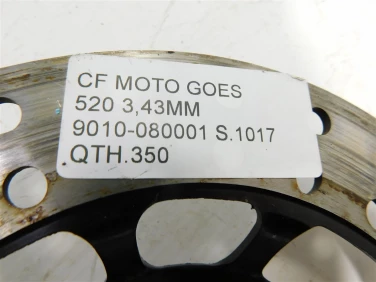 CF MOTO GOES
520 3,43MM
9010-080001 S.1017
QTH.350